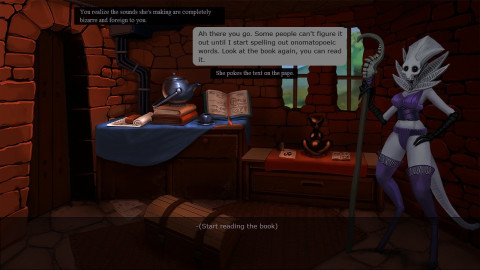 You realize the sounds she's making are completely
bizarre and foreign to you.
Ah there you go. Some people can't figure it
out until I start spelling out onomatopoeic
words. Look at the book again, you can read
it.
She pokes the text on the page.
-(Start reading the book)